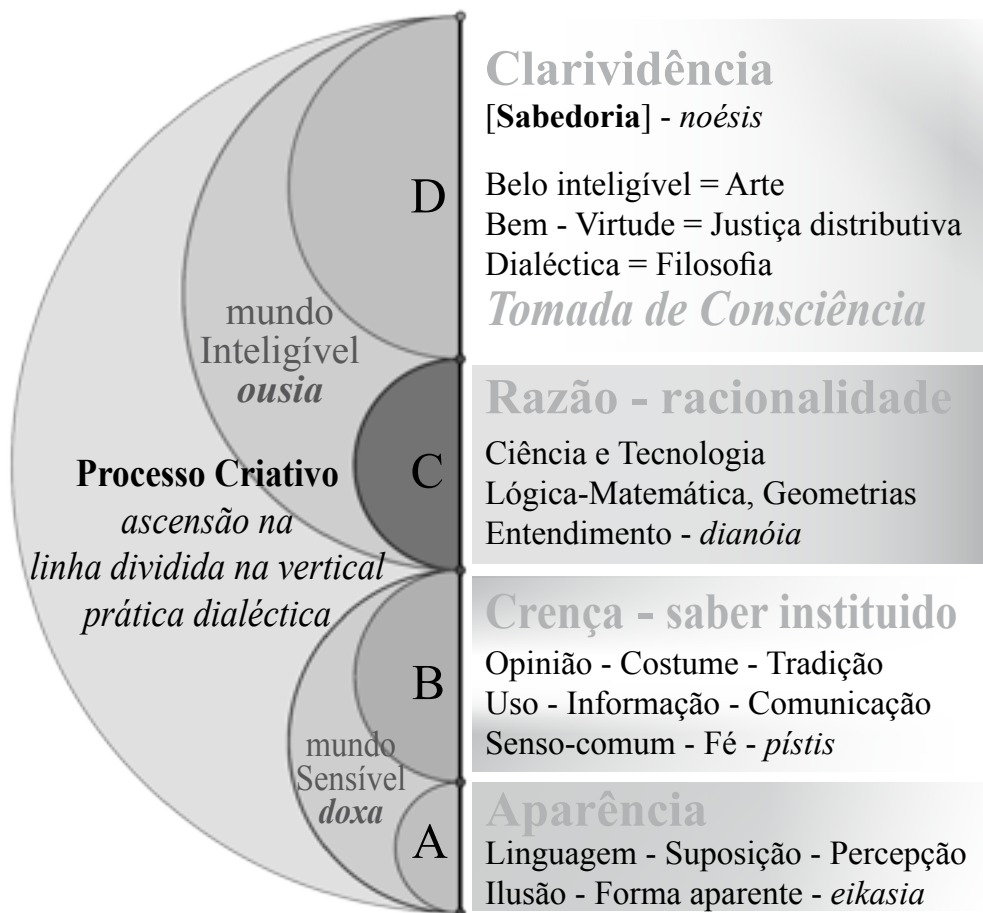 Clarividência
[Sabedoria] - noésis
Belo inteligível = Arte
Bem - Virtude = Justiça distributiva
Dialéctica = Filosofia
Tomada de Consciência
D
mundo
Inteligível
ousia
Razão - racionalidade
Ciência e Tecnologia
Lógica-Matemática, Geometrias
Entendimento - dianóia
C
Processo Criativo
ascensão na
linha dividida na vertical
prática dialéctica
Crença - saber instituido
Opinião - Costume - Tradição
Uso - Informação - Comunicação
Senso-comum - Fé - pístis
B
mundo
Sensível
doxa
Aparência
Linguagem - Suposição - Percepção
Ilusão - Forma aparente - eikasia
A